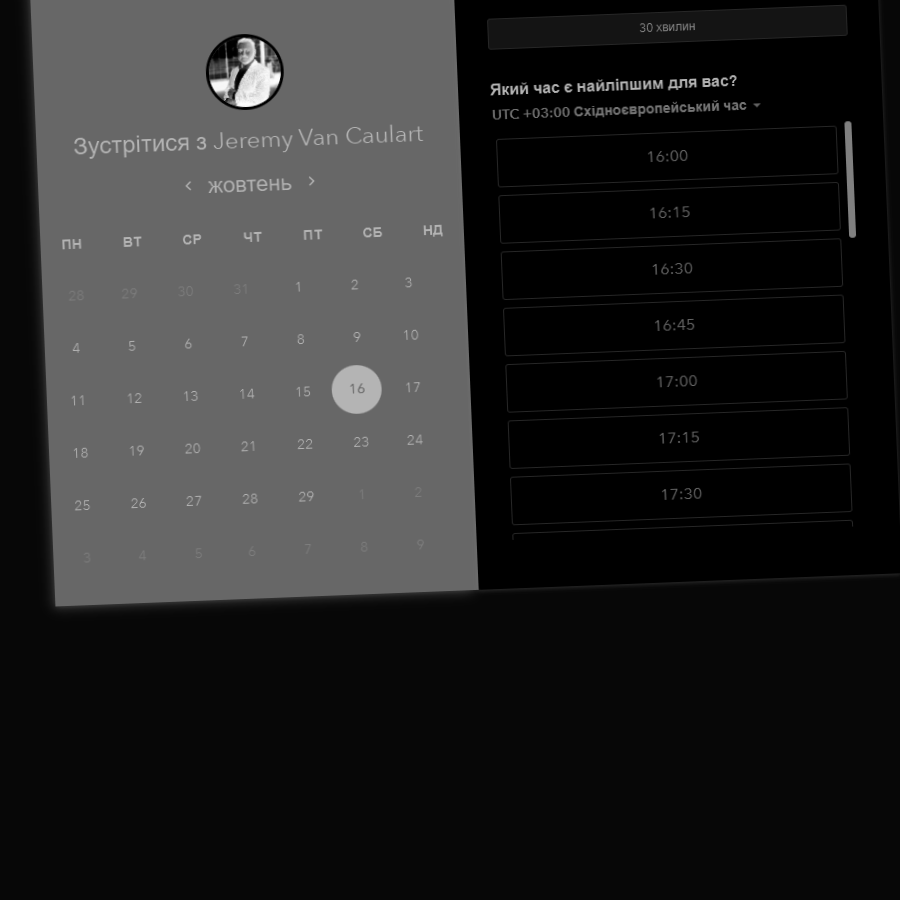 Зустрітися з Jeremy Van Caulart
‹ жовтень ›
ПН ВТ СР ЧТ ПТ СБ НД
28 29 30 31 1 2 3
4 5 6 7 8 9 10
11 12 13 14 15 16 17
18 19 20 21 22 23 24
25 26 27 28 29 1 2
3 4 5 6 7 8 9
30 хвилин
Який час є найліпшим для вас?
UTC +03:00 Східноєвропейський час
16:00
16:15
16:30
16:45
17:00
17:15
17:30